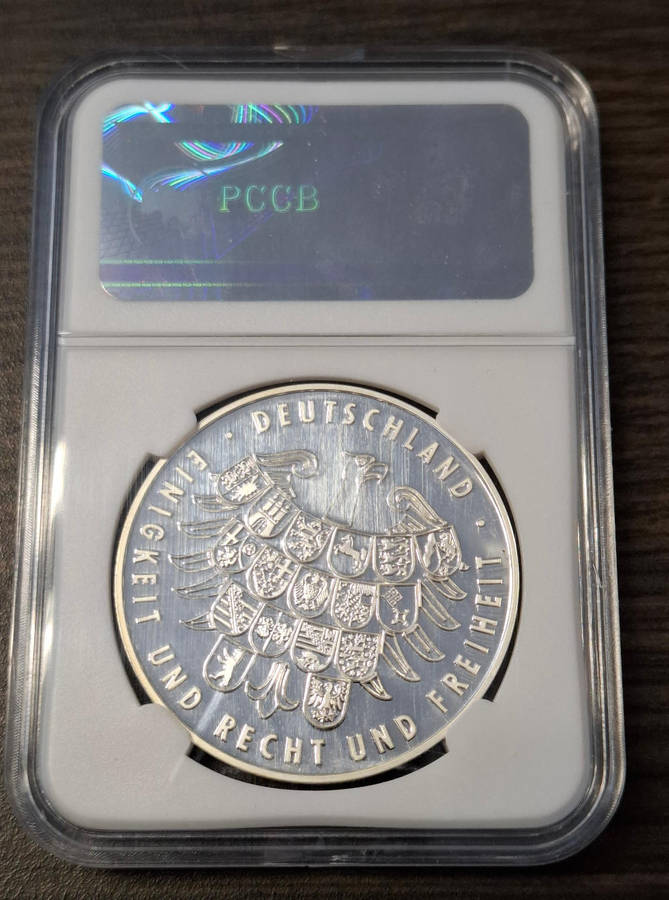 PCCB
· DEUTSCHLAND ·
EINIGKEIT UND RECHT UND FREIHEIT